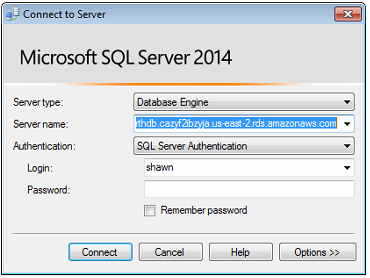 Connect to Server
Microsoft SQL Server 2014
Server type: Database Engine
Server name: rthdb.cazyf2ibzyja.us-east-2.rds.amazonaws.com
Authentication: SQL Server Authentication
Login: shawn
Password:
Remember password
Connect Cancel Help Options >>